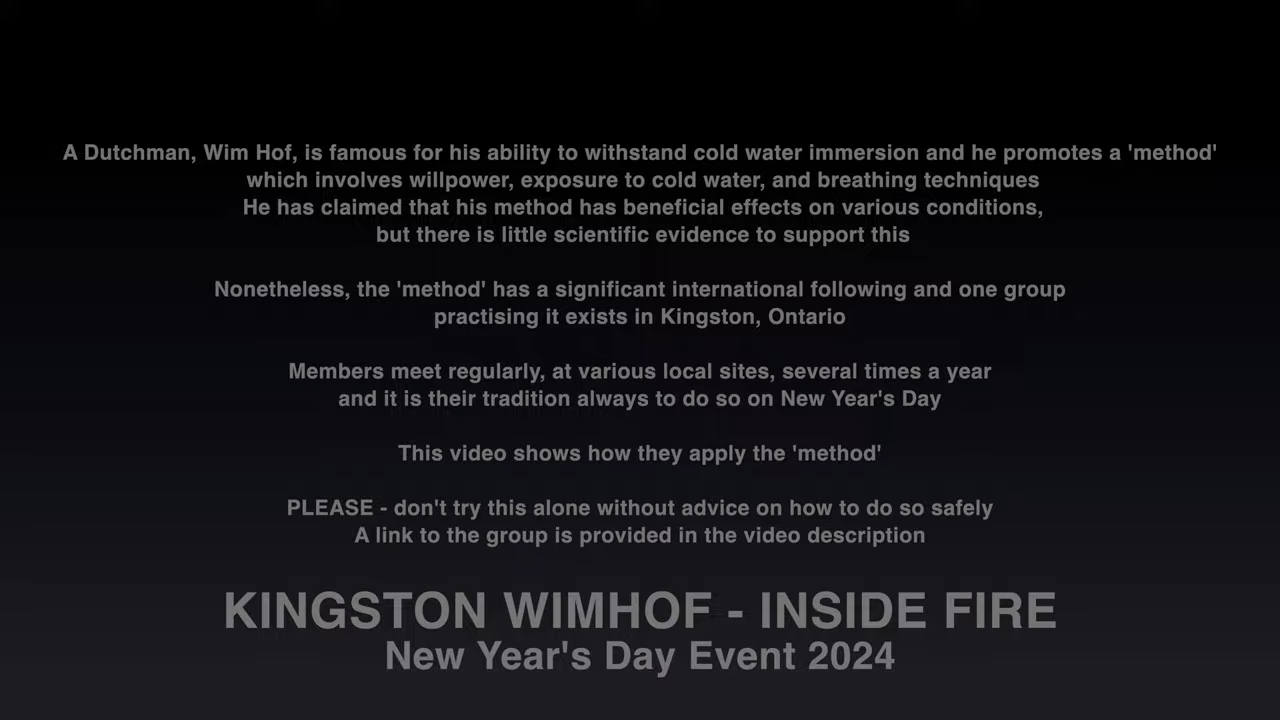 A Dutchman, Wim Hof, is famous for his ability to withstand cold water immersion and he promotes a 'method'
which involves willpower, exposure to cold water, and breathing techniques
He has claimed that his method has beneficial effects on various conditions,
but there is little scientific evidence to support this
Nonetheless, the 'method' has a significant international following and one group
practising it exists in Kingston, Ontario
Members meet regularly, at various local sites, several times a year
and it is their tradition always to do so on New Year's Day
This video shows how they apply the 'method'
PLEASE - don't try this alone without advice on how to do so safely
A link to the group is provided in the video description
KINGSTON WIMHOF - INSIDE FIRE
New Year's Day Event 2024